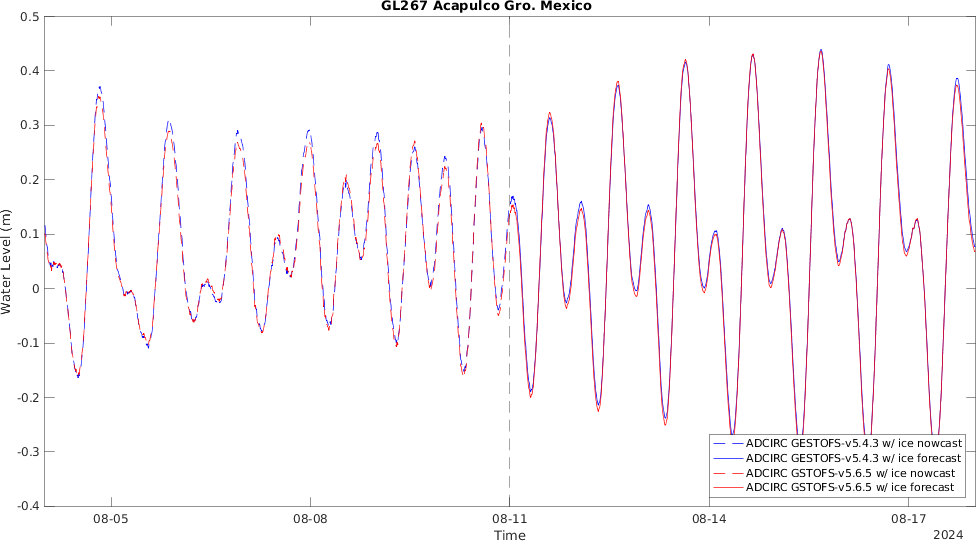 GL267 Acapulco Gro. Mexico
0.5
0.4
0.3
0.2
0.1
0
-0.1
-0.2
-0.3
-0.4
Water Level (m)
ADCIRC GESTOFS-v5.4.3 w/ ice nowcast
ADCIRC GESTOFS-v5.4.3 w/ ice forecast
ADCIRC GSTOFS-v5.6.5 w/ ice nowcast
ADCIRC GSTOFS-v5.6.5 w/ ice forecast
08-05
08-08
08-11
08-14
08-17
Time
2024